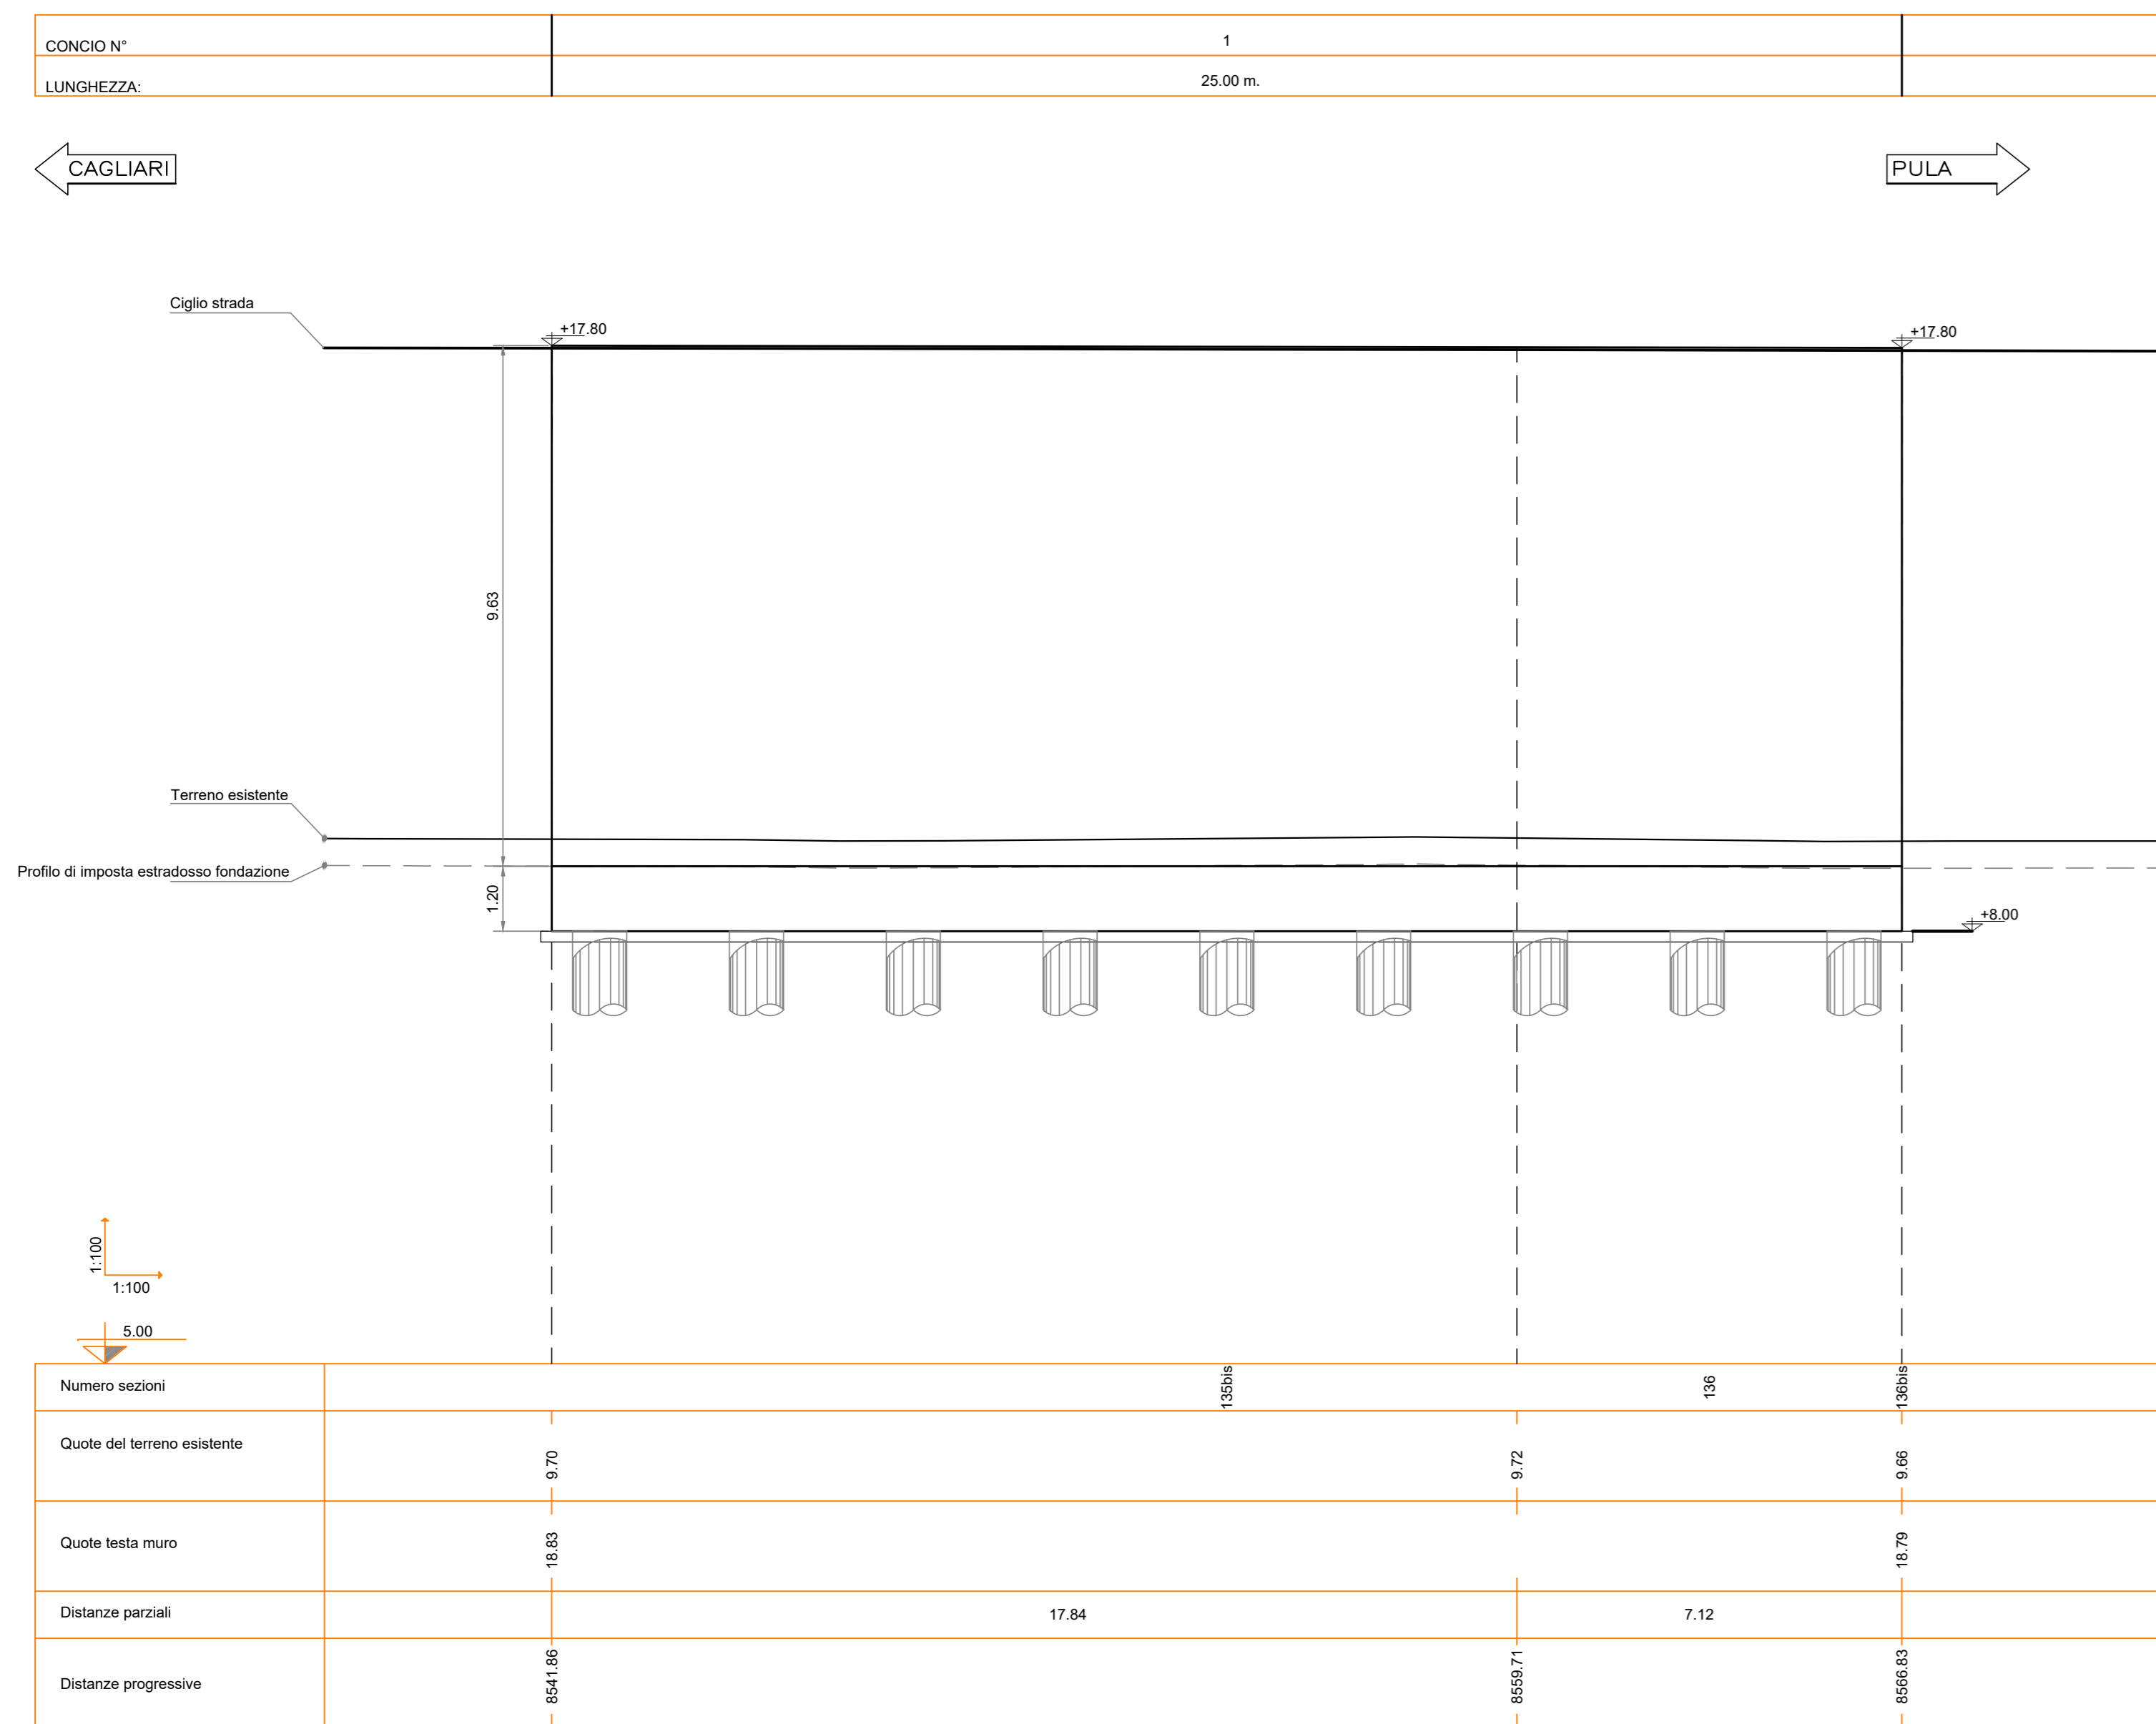 CONCIO N°
1
LUNGHEZZA:
25.00 m.
CAGLIARI
PULA
Ciglio strada
+17.80
+17.80
9.63
Terreno esistente
Profilo di imposta estradosso fondazione
1.20
+8.00
1:100
1:100
5.00
Numero sezioni
135bis
136
136bis
Quote del terreno esistente
9.70
9.72
9.66
Quote testa muro
18.83
18.79
Distanze parziali
17.84
7.12
Distanze progressive
8541.86
8559.71
8566.83